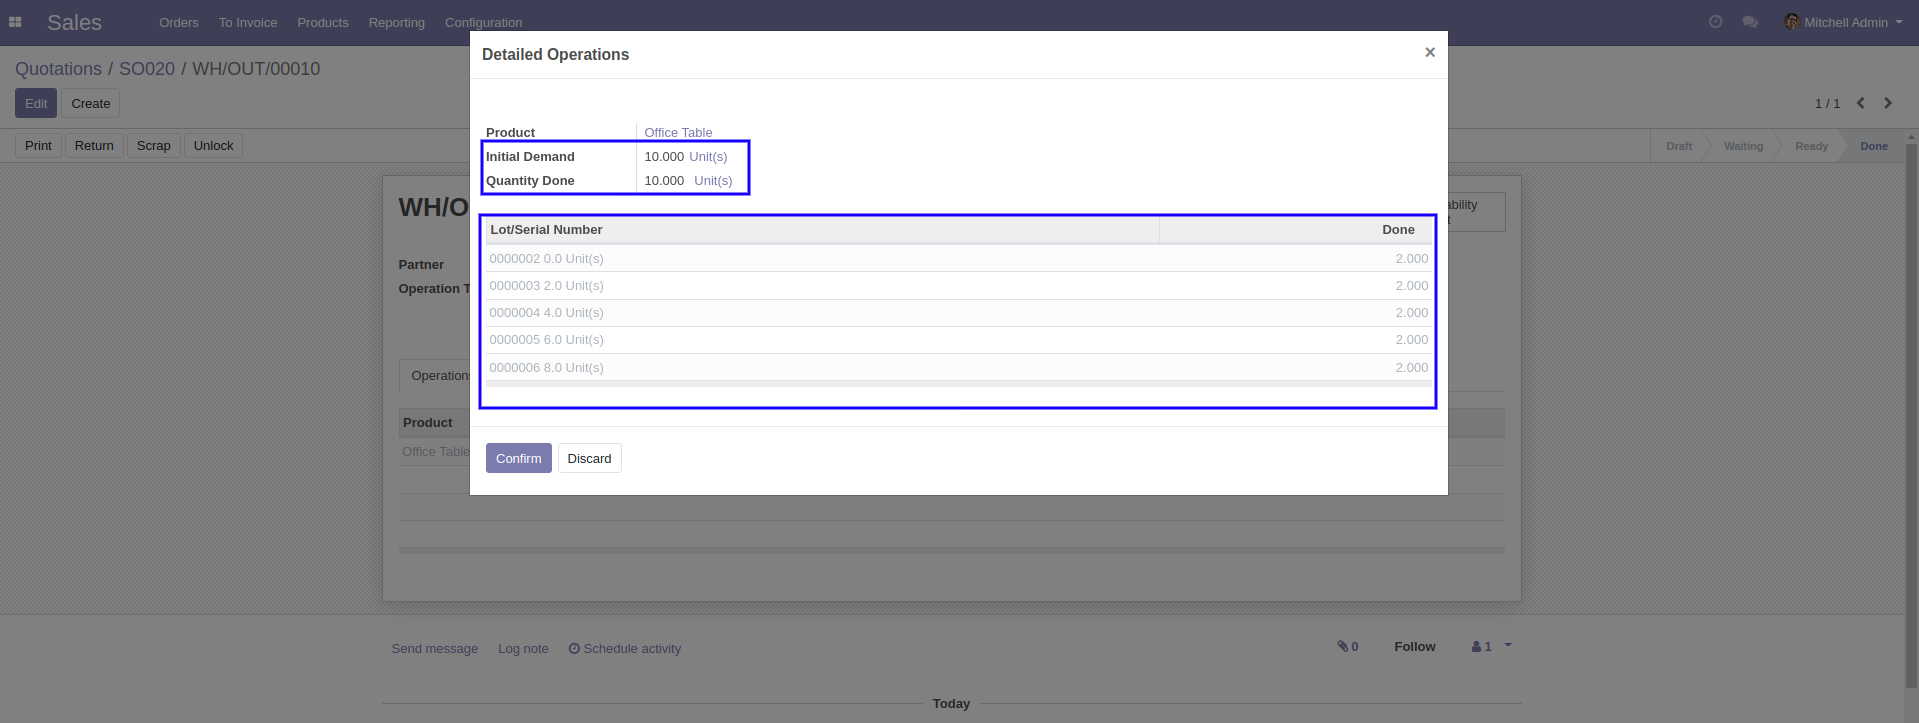 Sales Orders To Invoice Products Reporting Configuration Mitchell Admin
Quotations / SO020 / WH/OUT/00010
Edit Create 1 / 1
Print Return Scrap Unlock Draft Waiting Ready Done
Detailed Operations ×
Product Office Table
Initial Demand 10.000 Unit(s)
Quantity Done 10.000 Unit(s)
Lot/Serial Number Done
0000002 0.0 Unit(s) 2.000
0000003 2.0 Unit(s) 2.000
0000004 4.0 Unit(s) 2.000
0000005 6.0 Unit(s) 2.000
0000006 8.0 Unit(s) 2.000
Confirm Discard
WH/O
Partner
Operation T
Operations
Product
Office Table
Send message Log note Schedule activity 0 Follow 1
Today